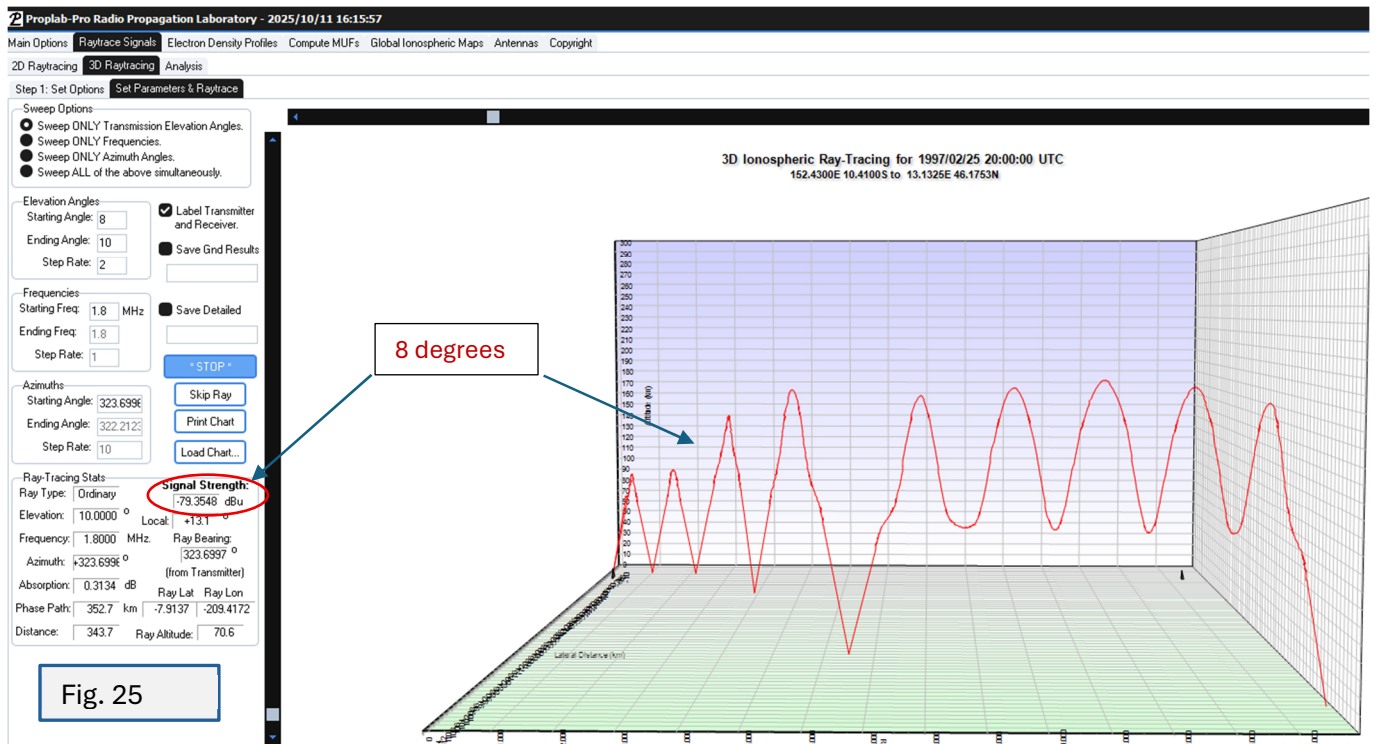 Proplab-Pro Radio Propagation Laboratory - 2025/10/11 16:15:57
Main Options Raytrace Signals Electron Density Profiles Compute MUFs Global Ionospheric Maps Antennas Copyright
2D Raytracing 3D Raytracing Analysis
Step 1: Set Options Set Parameters & Raytrace
Sweep Options
Sweep ONLY Transmission Elevation Angles.
Sweep ONLY Frequencies.
Sweep ONLY Azimuth Angles.
Sweep ALL of the above simultaneously.
Elevation Angles
Starting Angle: 8
Ending Angle: 10
Step Rate: 2
Label Transmitter
and Receiver.
Save Gnd Results
Frequencies
Starting Freq: 1.8 MHz
Ending Freq: 1.8
Step Rate: 1
Save Detailed
* STOP *
Skip Ray
Print Chart
Load Chart...
Azimuths
Starting Angle: 323.699
Ending Angle: 322.212
Step Rate: 10
Ray-Tracing Stats
Ray Type: Ordinary
Signal Strength:
-79.3548 dBu
Elevation: 10.0000 o
Local: +13.1 o
Frequency: 1.8000 MHz.
Ray Bearing:
323.6997 o
(from Transmitter)
Azimuth: +323.699 o
Absorption: 0.3134 dB
Ray Lat Ray Lon
Phase Path: 352.7 km -7.9137 -209.4172
Distance: 343.7 Ray Altitude: 70.6
Fig. 25
8 degrees
3D Ionospheric Ray-Tracing for 1997/02/25 20:00:00 UTC
152.4300E 10.4100S to 13.1325E 46.1753N
300
290
280
270
260
250
240
230
220
210
200
190
180
170
160
150
140
130
120
110
100
90
80
50
40
30
20
10
0
Altitude (km)
Lateral Distance (km)